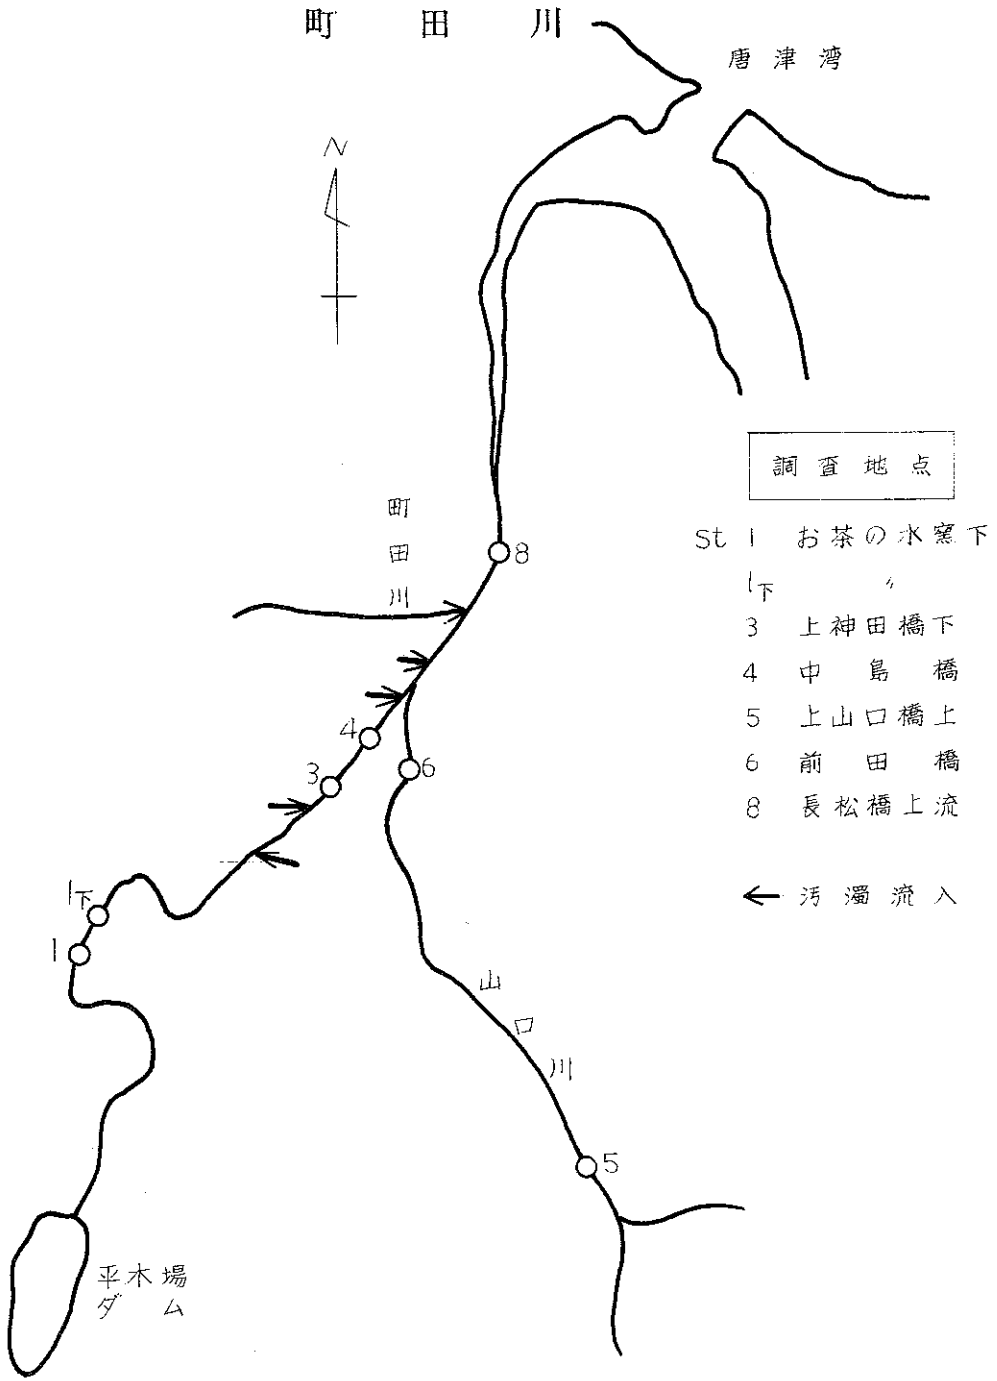 町田川
唐津湾
N
調査地点
St 1 お茶の水窯下
1下 〃
3 上神田橋下
4 中島橋
5 上山口橋上
6 前田橋
8 長松橋上流
← 汚濁流入
町田川
8
4
3
6
1下
1
山口川
5
平木場
ダム